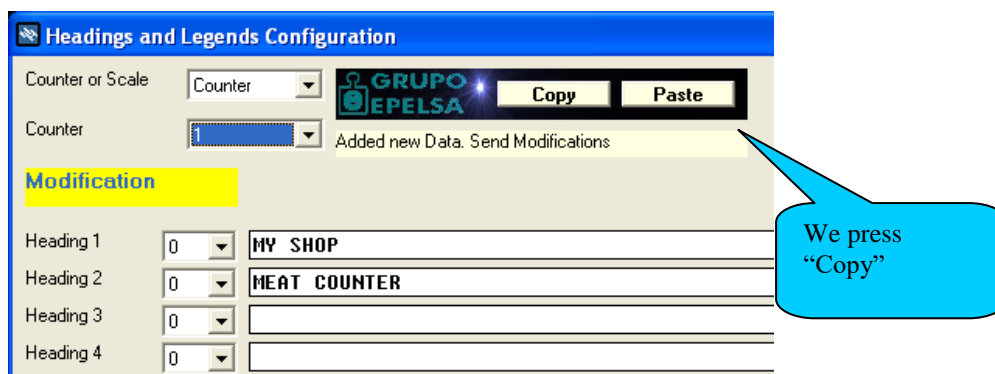 Headings and Legends Configuration
Counter or Scale Counter GRUPO EPELSA Copy Paste
Counter 1 Added new Data. Send Modifications
Modification
Heading 1 0 MY SHOP
Heading 2 0 MEAT COUNTER
Heading 3 0
Heading 4 0
We press
“Copy”